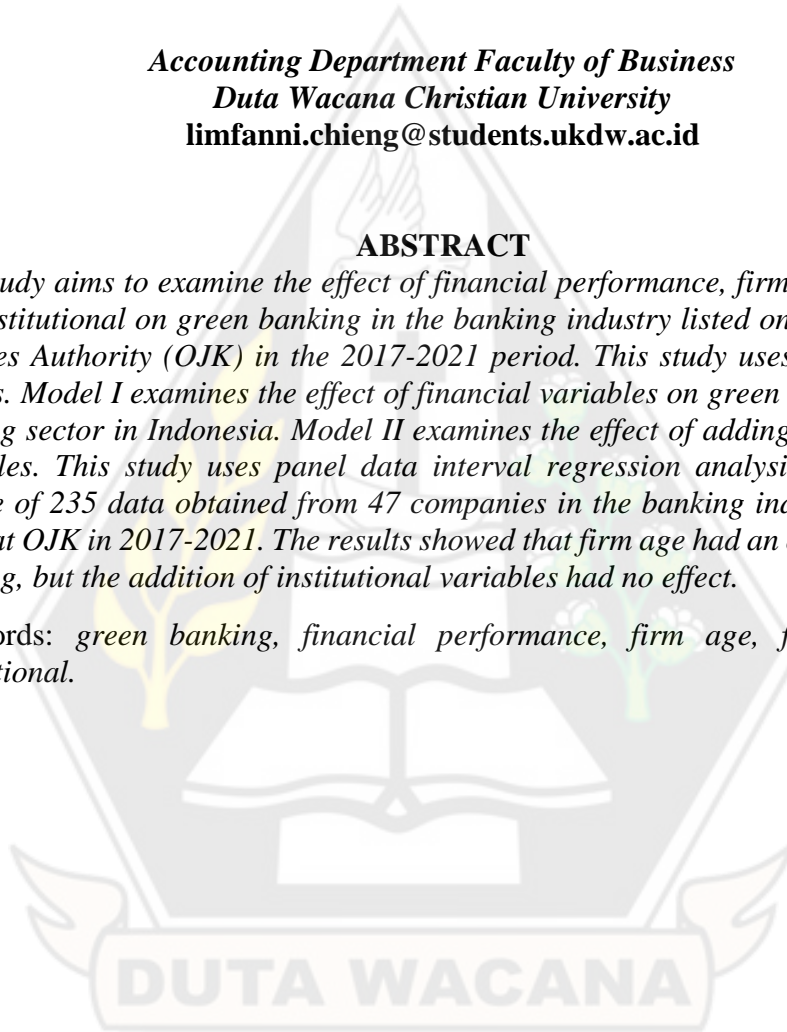 Accounting Department Faculty of Business
Duta Wacana Christian University
limfanni.chieng@students.ukdw.ac.id
ABSTRACT
udy aims to examine the effect of financial performance, firm
stitutional on green banking in the banking industry listed on
es Authority (OJK) in the 2017-2021 period. This study uses
s. Model I examines the effect of financial variables on green
g sector in Indonesia. Model II examines the effect of adding
les. This study uses panel data interval regression analysi
e of 235 data obtained from 47 companies in the banking ind
at OJK in 2017-2021. The results showed that firm age had an
g, but the addition of institutional variables had no effect.
ords: green banking, financial performance, firm age, f
tional.
DUTA WACANA